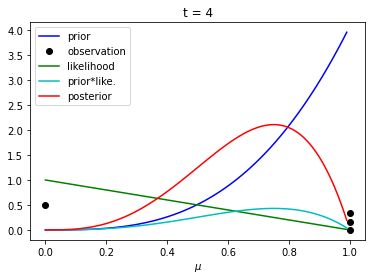 t = 4
prior
observation
likelihood
prior*like.
posterior
4.0
3.5
3.0
2.5
2.0
1.5
1.0
0.5
0.0
0.0 0.2 0.4 0.6 0.8 1.0
μ